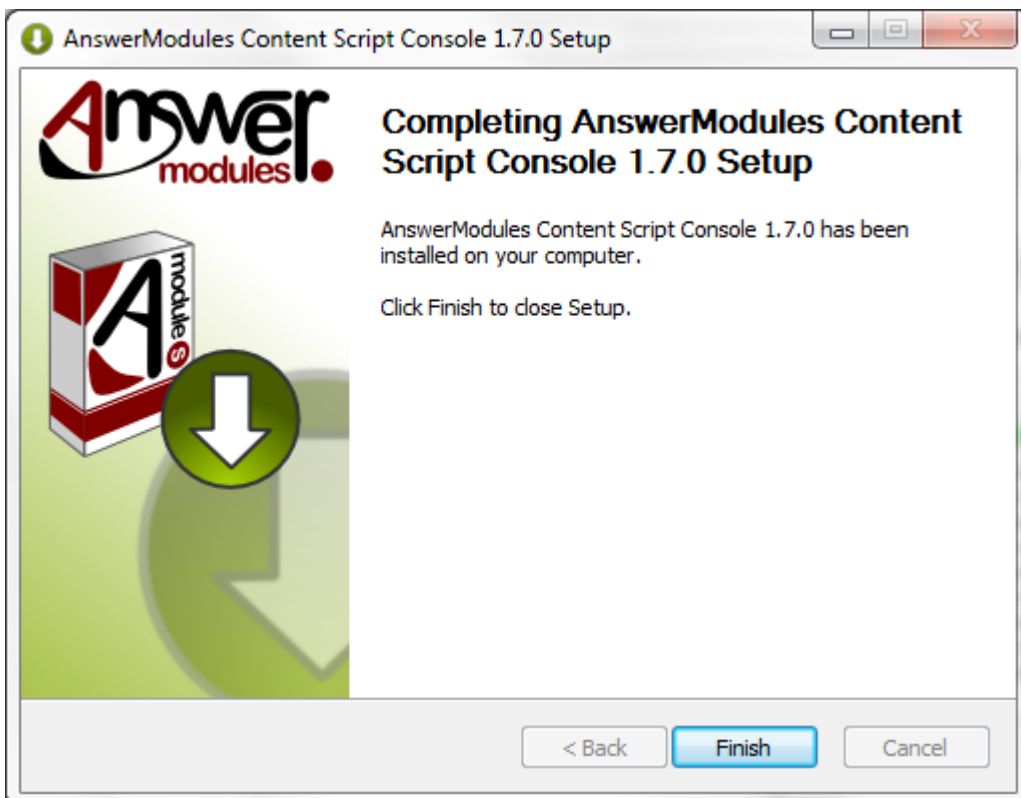 AnswerModules Content Script Console 1.7.0 Setup
Answer
modules
Completing AnswerModules Content
Script Console 1.7.0 Setup
AnswerModules Content Script Console 1.7.0 has been
installed on your computer.
Click Finish to close Setup.
A
modules
< Back
Finish
Cancel